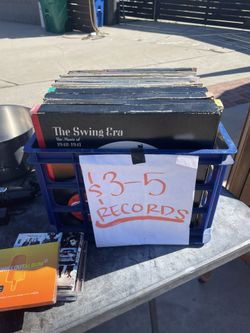 The Swing Era
The Music of
1940-1941
$3-5
RECORDS